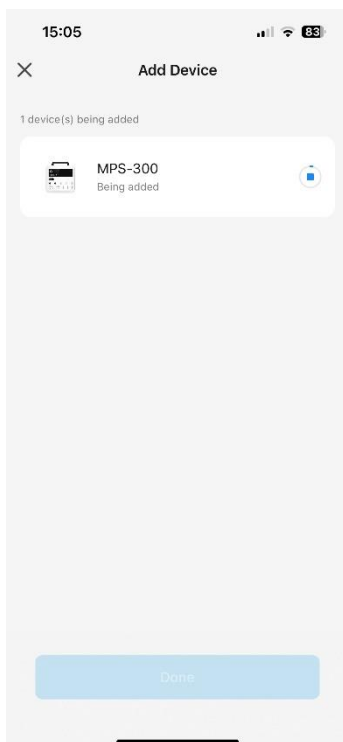 15:05
83
Add Device
1 device(s) being added
MPS-300
Being added
Done